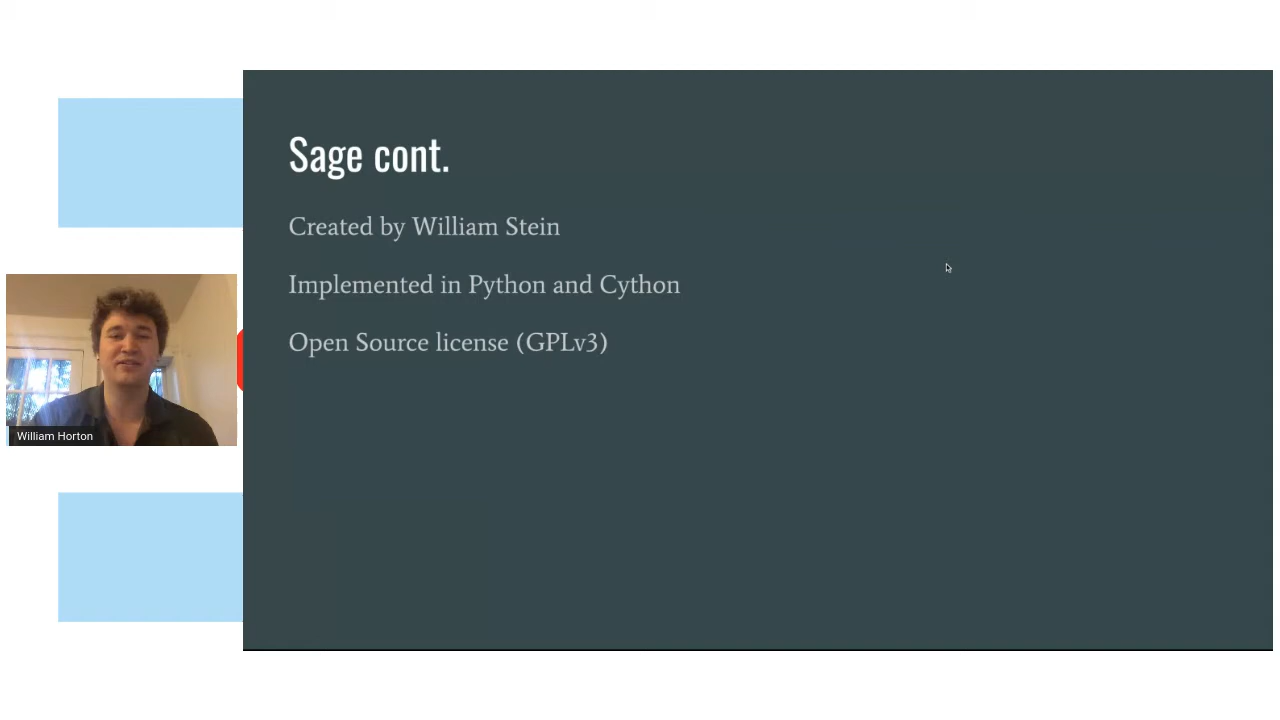 Sage cont.
Created by William Stein
Implemented in Python and Cython
Open Source license (GPLv3)
William Horton